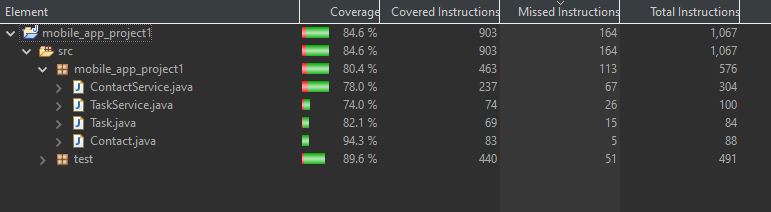 Element Coverage Covered Instructions Missed Instructions Total Instructions
mobile_app_project1 84.6 % 903 164 1,067
src 84.6 % 903 164 1,067
mobile_app_project1 80.4 % 463 113 576
ContactService.java 78.0 % 237 67 304
TaskService.java 74.0 % 74 26 100
Task.java 82.1 % 69 15 84
Contact.java 94.3 % 83 5 88
test 89.6 % 440 51 491